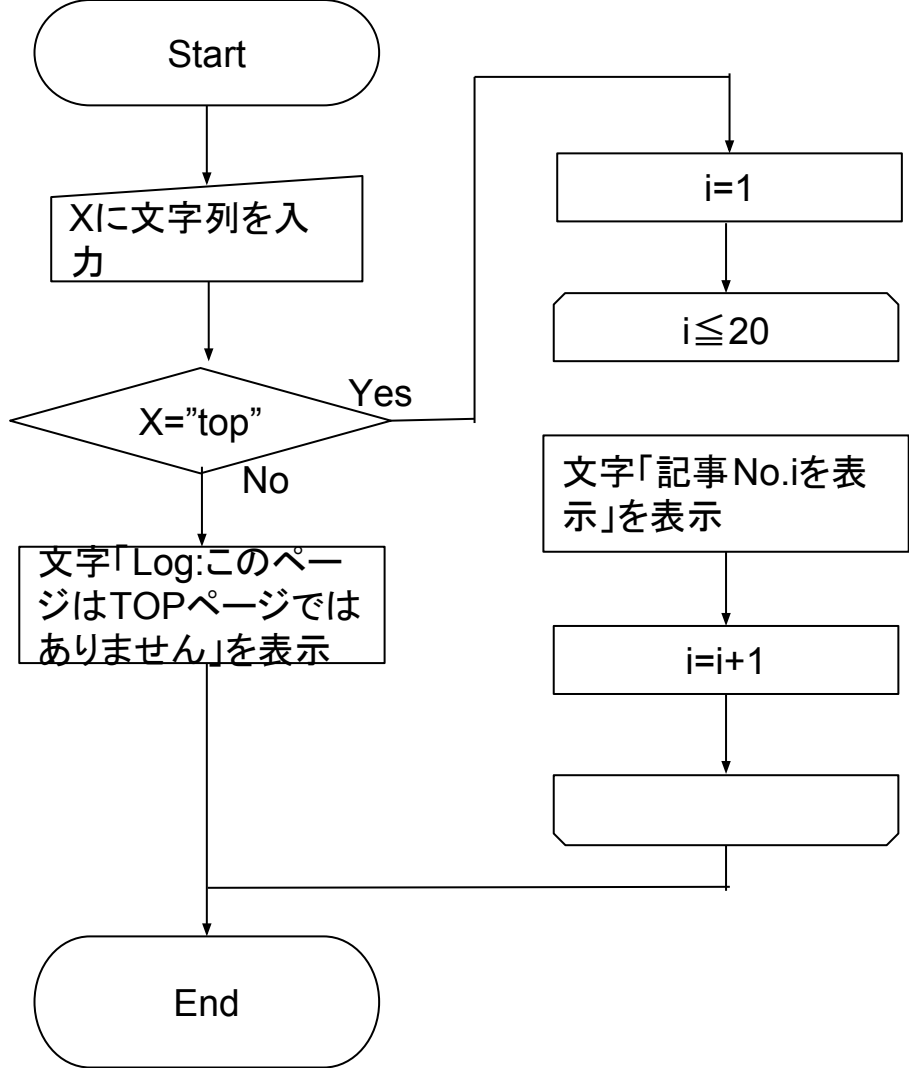 Start
Xに文字列を入
力
X=”top”
Yes
No
文字「Log:このペー
ジはTOPページでは
ありません」を表示
i=1
i≦20
文字「記事No.iを表
示」を表示
i=i+1
End